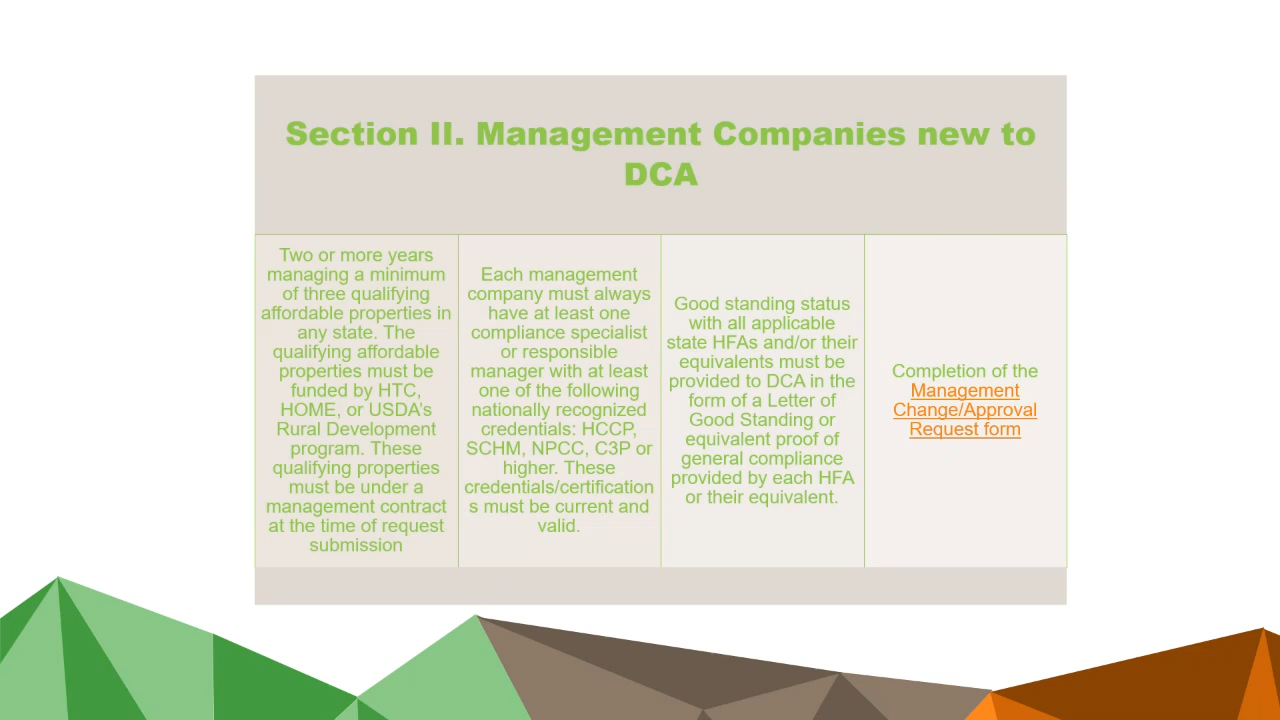 Section II. Management Companies new to
DCA
Two or more years
managing a minimum
of three qualifying
affordable properties in
any state. The
qualifying affordable
properties must be
funded by HTC,
HOME, or USDA's
Rural Development
program. These
qualifying properties
must be under a
management contract
at the time of request
submission
Each management
company must always
have at least one
compliance specialist
or responsible
manager with at least
one of the following
nationally recognized
credentials: HCCP,
SCHM, NPCC, C3P or
higher. These
credentials/certification
s must be current and
valid.
Good standing status
with all applicable
state HFAs and/or their
equivalents must be
provided to DCA in the
form of a Letter of
Good Standing or
equivalent proof of
general compliance
provided by each HFA
or their equivalent.
Completion of the
Management
Change/Approval
Request form